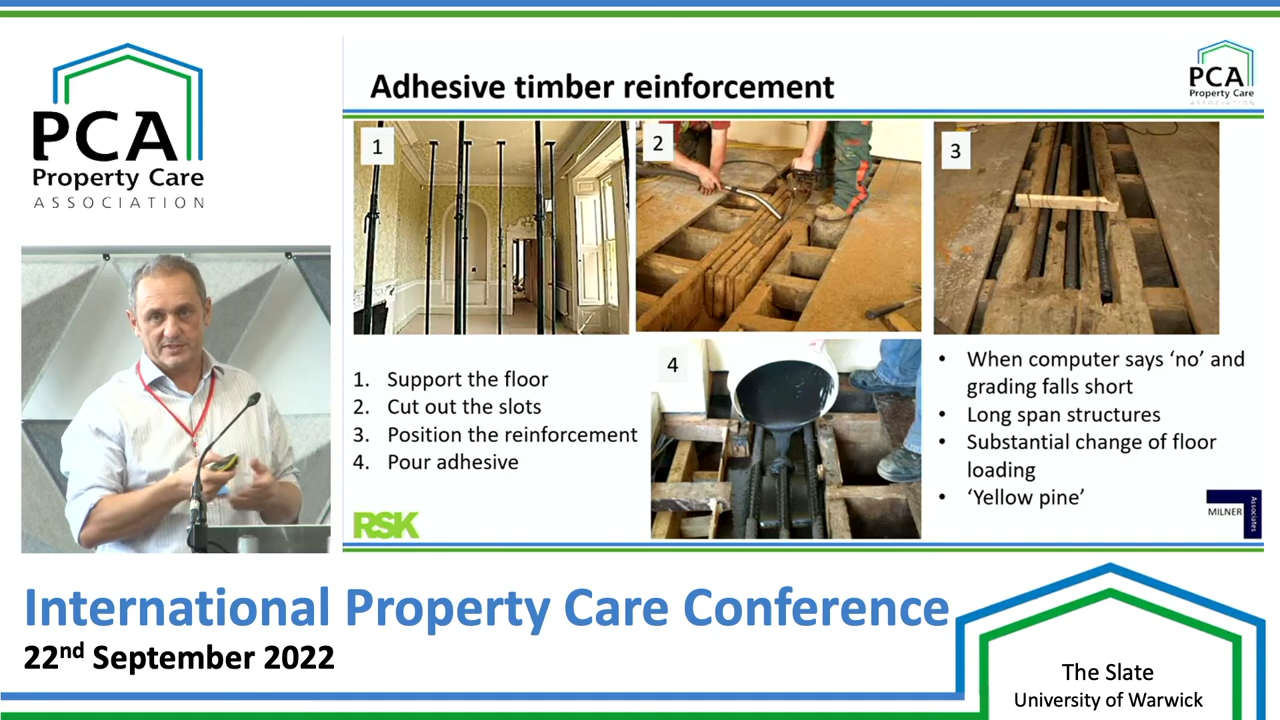 PCA
Property Care
ASSOCIATION
Adhesive timber reinforcement
PCA
Property Care
ASSOCIATION
1
2
3
4
1. Support the floor
2. Cut out the slots
3. Position the reinforcement
4. Pour adhesive
• When computer says ‘no’ and
grading falls short
• Long span structures
• Substantial change of floor
loading
• ‘Yellow pine’
RSK
MILNER
Associates
International Property Care Conference
22nd September 2022
The Slate
University of Warwick